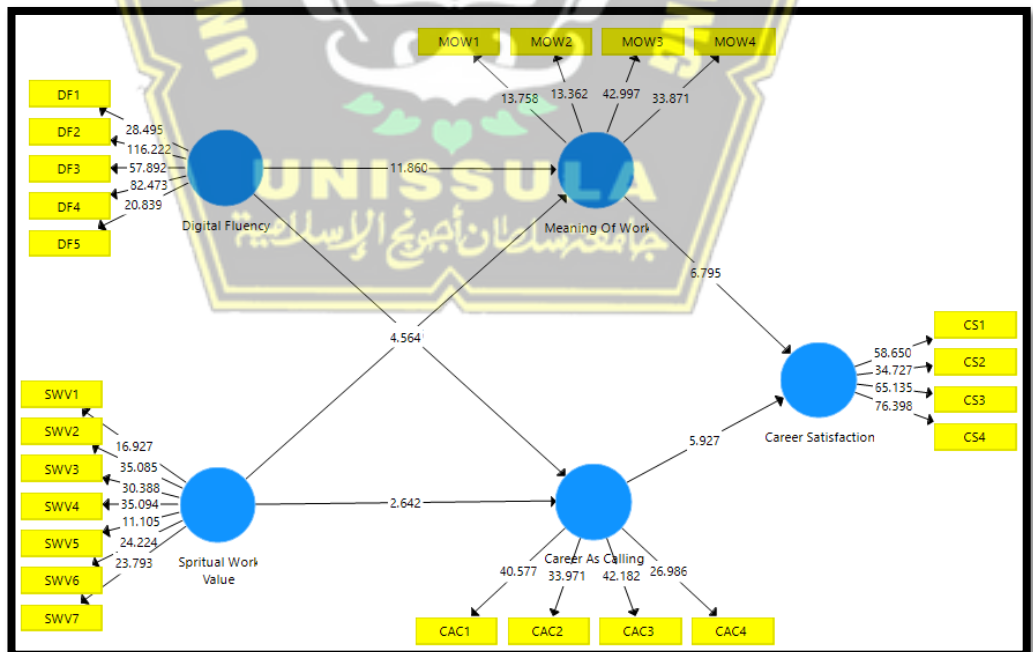 MOW1
MOW2
MOW3
MOW4
13.758
13.362
42.997
33.871
DF1
DF2
DF3
DF4
DF5
28.495
116.222
57.892
82.473
20.839
Digital Fluency
11.860
Meaning Of Work
UNISSULA
جامعة سلطان أجونج الإسلامية
6.795
4.564
CS1
CS2
CS3
CS4
58.650
34.727
65.135
76.398
Career Satisfaction
SWV1
SWV2
SWV3
SWV4
SWV5
SWV6
SWV7
16.927
35.085
30.388
35.094
11.105
24.224
23.793
Spritual Work
Value
2.642
5.927
Career As Calling
40.577
33.971
42.182
26.986
CAC1
CAC2
CAC3
CAC4